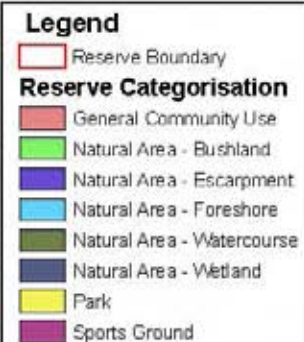 Legend
Reserve Boundary
Reserve Categorisation
General Community Use
Natural Area - Bushland
Natural Area - Escarpment
Natural Area - Foreshore
Natural Area - Watercourse
Natural Area - Wetland
Park
Sports Ground